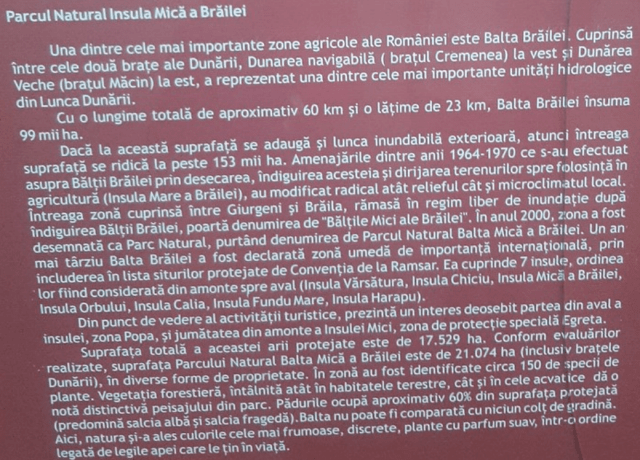 Parcul Natural Insula Mică a Brăilei
Una dintre cele mai importante zone agricole ale României este Balta Brăilei. Cuprinsă
între cele două brațe ale Dunării, Dunarea navigabilă ( brațul Cremenea) la vest și Dunărea
Veche (brațul Măcin) la est, a reprezentat una dintre cele mai importante unități hidrologice
din Lunca Dunării.
Cu o lungime totală de aproximativ 60 km și o lățime de 23 km, Balta Brăilei însuma
99 mii ha.
Dacă la această suprafață se adaugă și lunca inundabilă exterioară, atunci întreaga
suprafață se ridică la peste 153 mii ha. Amenajările dintre anii 1964-1970 ce s-au efectuat
asupra Bălții Brăilei prin desecarea, îndiguirea acesteia și dirijarea terenurilor spre folosință în
agricultură (Insula Mare a Brăilei), au modificat radical atât relieful cât și microclimatul local.
Întreaga zonă cuprinsă între Giurgeni și Brăila, rămasă în regim liber de inundație după
îndiguirea Bălții Brăilei, poartă denumirea de "Bălțile Mici ale Brăilei". În anul 2000, zona a fost
desemnată ca Parc Natural, purtând denumirea de Parcul Natural Balta Mică a Brăilei. Un an
mai târziu Balta Brăilei a fost declarată zonă umedă de importanță internațională, prin
includerea în lista siturilor protejate de Convenția de la Ramsar. Ea cuprinde 7 insule, ordinea
lor fiind considerată din amonte spre aval (Insula Vărsătura, Insula Chiciu, Insula Mică a Brăilei,
Insula Orbului, Insula Calia, Insula Fundu Mare, Insula Harapu).
Din punct de vedere al activității turistice, prezintă un interes deosebit partea din aval a
insulei, zona Popa, și jumătatea din amonte a Insulei Mici, zona de protecție specială Egreta.
Suprafața totală a acestei arii protejate este de 17.529 ha. Conform evaluărilor
realizate, suprafața Parcului Natural Balta Mică a Brăilei este de 21.074 ha (inclusiv brațele
Dunării), în diverse forme de proprietate. În zonă au fost identificate circa 150 de specii de
plante. Vegetația forestieră, întâlnită atât în habitatele terestre, cât și în cele acvatice dă o
notă distinctivă peisajului din parc. Pădurile ocupă aproximativ 60% din suprafața protejată
(predomină salcia albă și salcia fragedă). Balta nu poate fi comparată cu niciun colț de grădină.
Aici, natura și-a ales culorile cele mai frumoase, discrete, plante cu parfum suav, într-o ordine
legată de legile apei care le țin în viață.